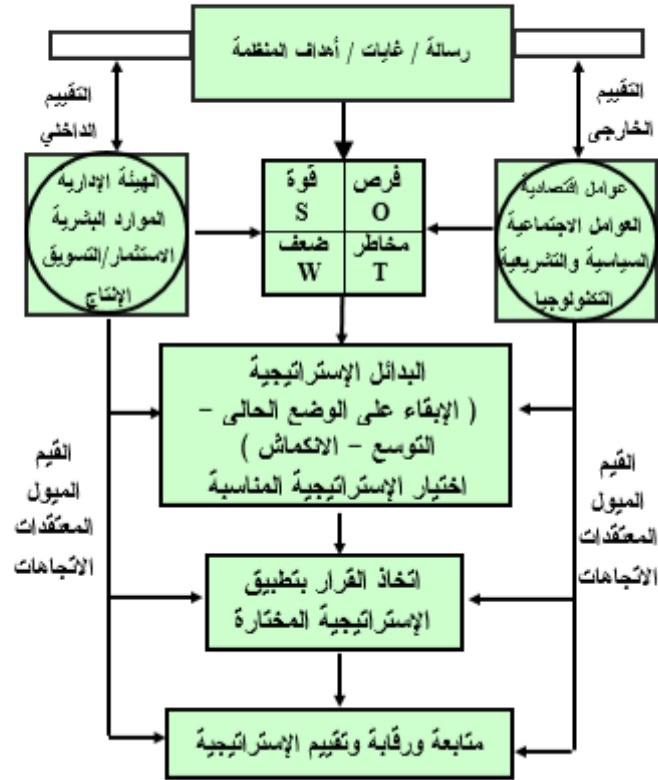 رسالة / غايات / أهداف المنظمة
التقييم
الخارجى
التقييم
الداخلي
عوامل اقتصادية
العوامل الاجتماعية
السياسية والتشريعية
التكنولوجيا
فرص
O
قوة
S
مخاطر
T
ضعف
W
الهيئة الإدارية
الموارد البشرية
الاستثمار/التسويق
الإنتاج
البدائل الإستراتيجية
( الإبقاء على الوضع الحالى –
التوسع – الانكماش )
اختيار الإستراتيجية المناسبة
القيم
الميول
المعتقدات
الاتجاهات
القيم
الميول
المعتقدات
الاتجاهات
اتخاذ القرار بتطبيق
الإستراتيجية المختارة
متابعة ورقابة وتقييم الإستراتيجية